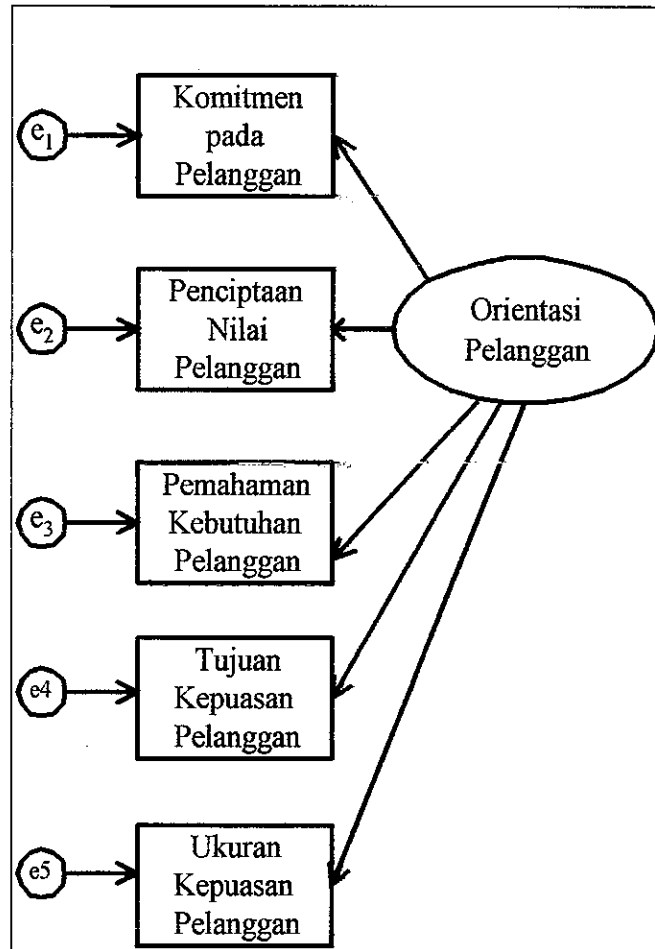 e1
Komitmen
pada
Pelanggan
e2
Penciptaan
Nilai
Pelanggan
Orientasi
Pelanggan
e3
Pemahaman
Kebutuhan
Pelanggan
e4
Tujuan
Kepuasan
Pelanggan
e5
Ukuran
Kepuasan
Pelanggan